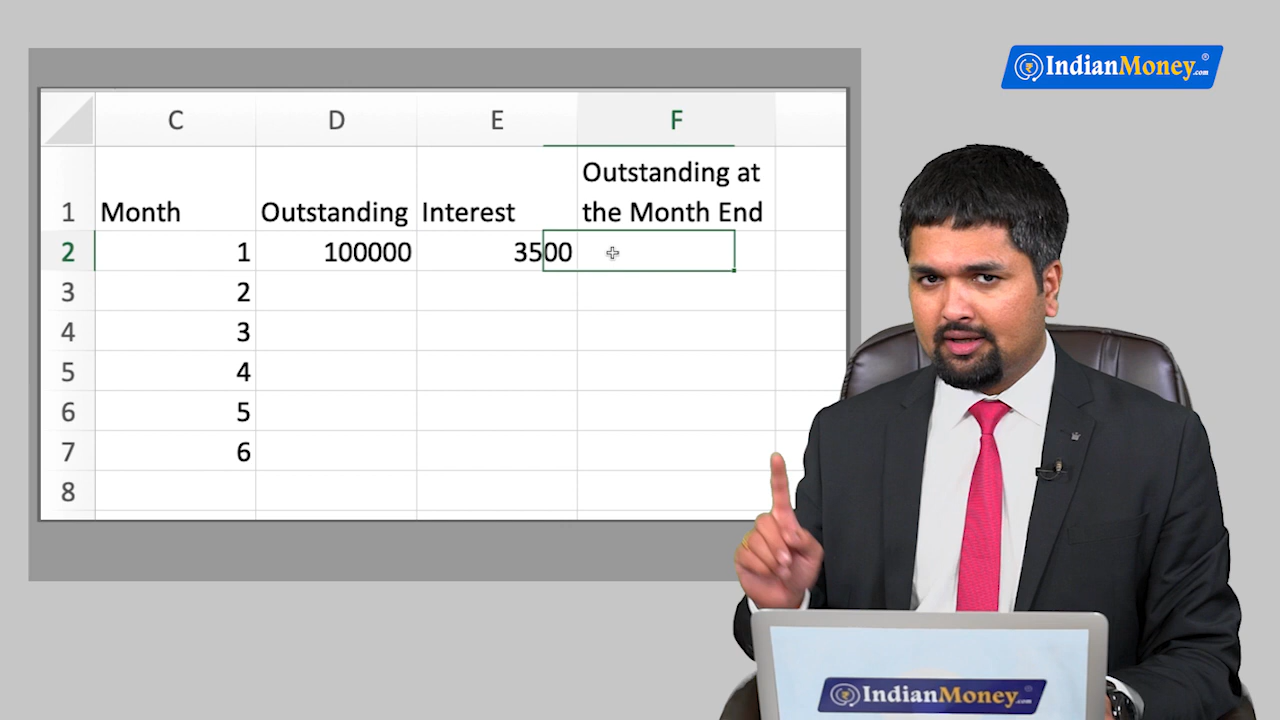 IndianMoney.com
C D E F
Outstanding at
1 Month Outstanding Interest the Month End
2 1 100000 3500
3 2
4 3
5 4
6 5
7 6
8
IndianMoney.com